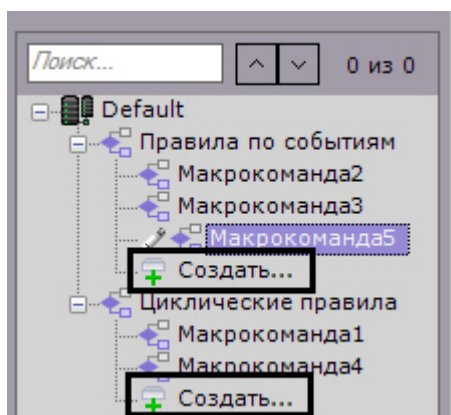 Поиск...
0 из 0
Default
Правила по событиям
Макрокоманда2
Макрокоманда3
Макрокоманда5
Создать...
Циклические правила
Макрокоманда1
Макрокоманда4
Создать...